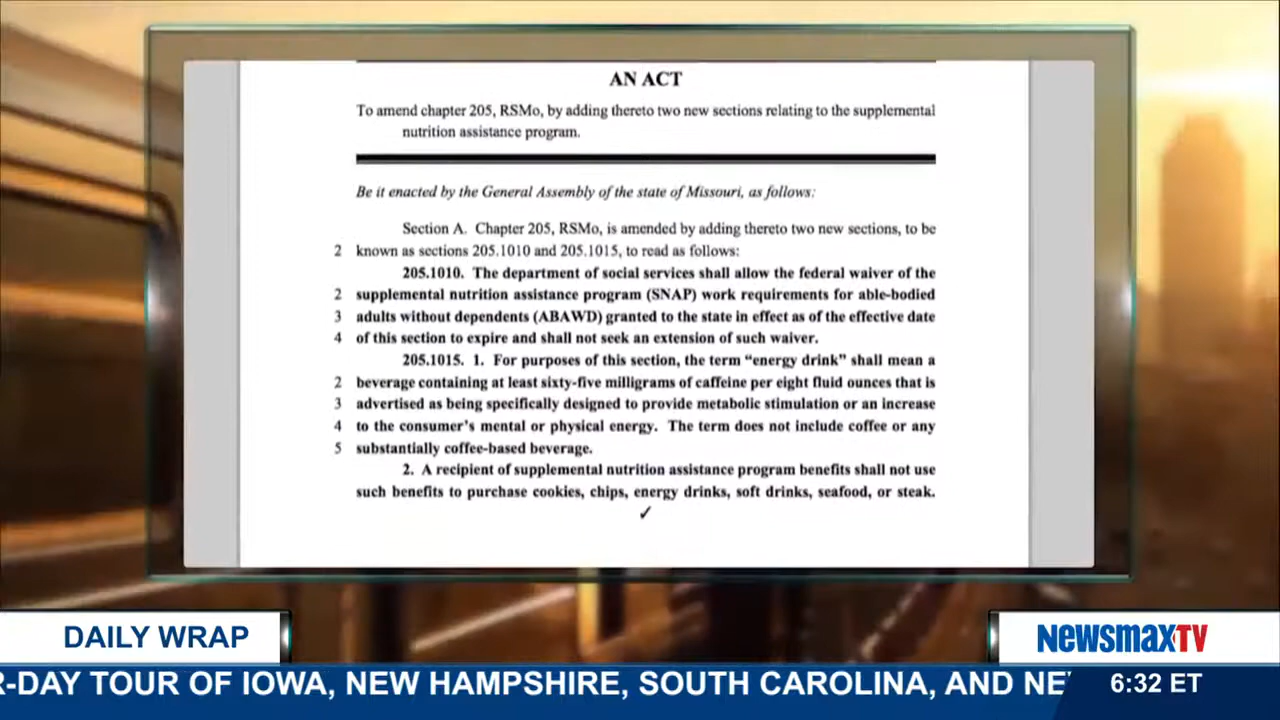 AN ACT
To amend chapter 205, RSMo, by adding thereto two new sections relating to the supplemental
nutrition assistance program.
Be it enacted by the General Assembly of the state of Missouri, as follows:
Section A. Chapter 205, RSMo, is amended by adding thereto two new sections, to be
2 known as sections 205.1010 and 205.1015, to read as follows:
205.1010. The department of social services shall allow the federal waiver of the
2 supplemental nutrition assistance program (SNAP) work requirements for able-bodied
3 adults without dependents (ABAWD) granted to the state in effect as of the effective date
4 of this section to expire and shall not seek an extension of such waiver.
205.1015. 1. For purposes of this section, the term “energy drink” shall mean a
2 beverage containing at least sixty-five milligrams of caffeine per eight fluid ounces that is
3 advertised as being specifically designed to provide metabolic stimulation or an increase
4 to the consumer’s mental or physical energy. The term does not include coffee or any
5 substantially coffee-based beverage.
2. A recipient of supplemental nutrition assistance program benefits shall not use
such benefits to purchase cookies, chips, energy drinks, soft drinks, seafood, or steak.
✓
DAILY WRAP
NEWSMAXTV
R-DAY TOUR OF IOWA, NEW HAMPSHIRE, SOUTH CAROLINA, AND NE
6:32 ET